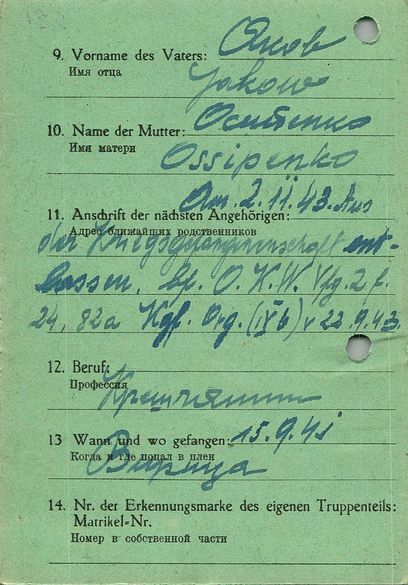 9. Vorname des Vaters: Яков
Имя отца
Jakow
10. Name der Mutter: Осипенко
Имя матери
Ossipenko
Am 2.11.43. Aus
11. Anschrift der nächsten Angehörigen:
Адрес ближайших родственников
der Kriegsgefangenschaft ent-
lassen, bf. O.K.W. Vfg. 2 f.
24, 82a Kgf. Org. (IVb) v 22.9.43.
12. Beruf:
Профессия
13 Wann und wo gefangen: 15.9.41
Когда и где попал в плен
Вырица
14. Nr. der Erkennungsmarke des eigenen Truppenteils:
Matrikel-Nr.
Номер в собственной части